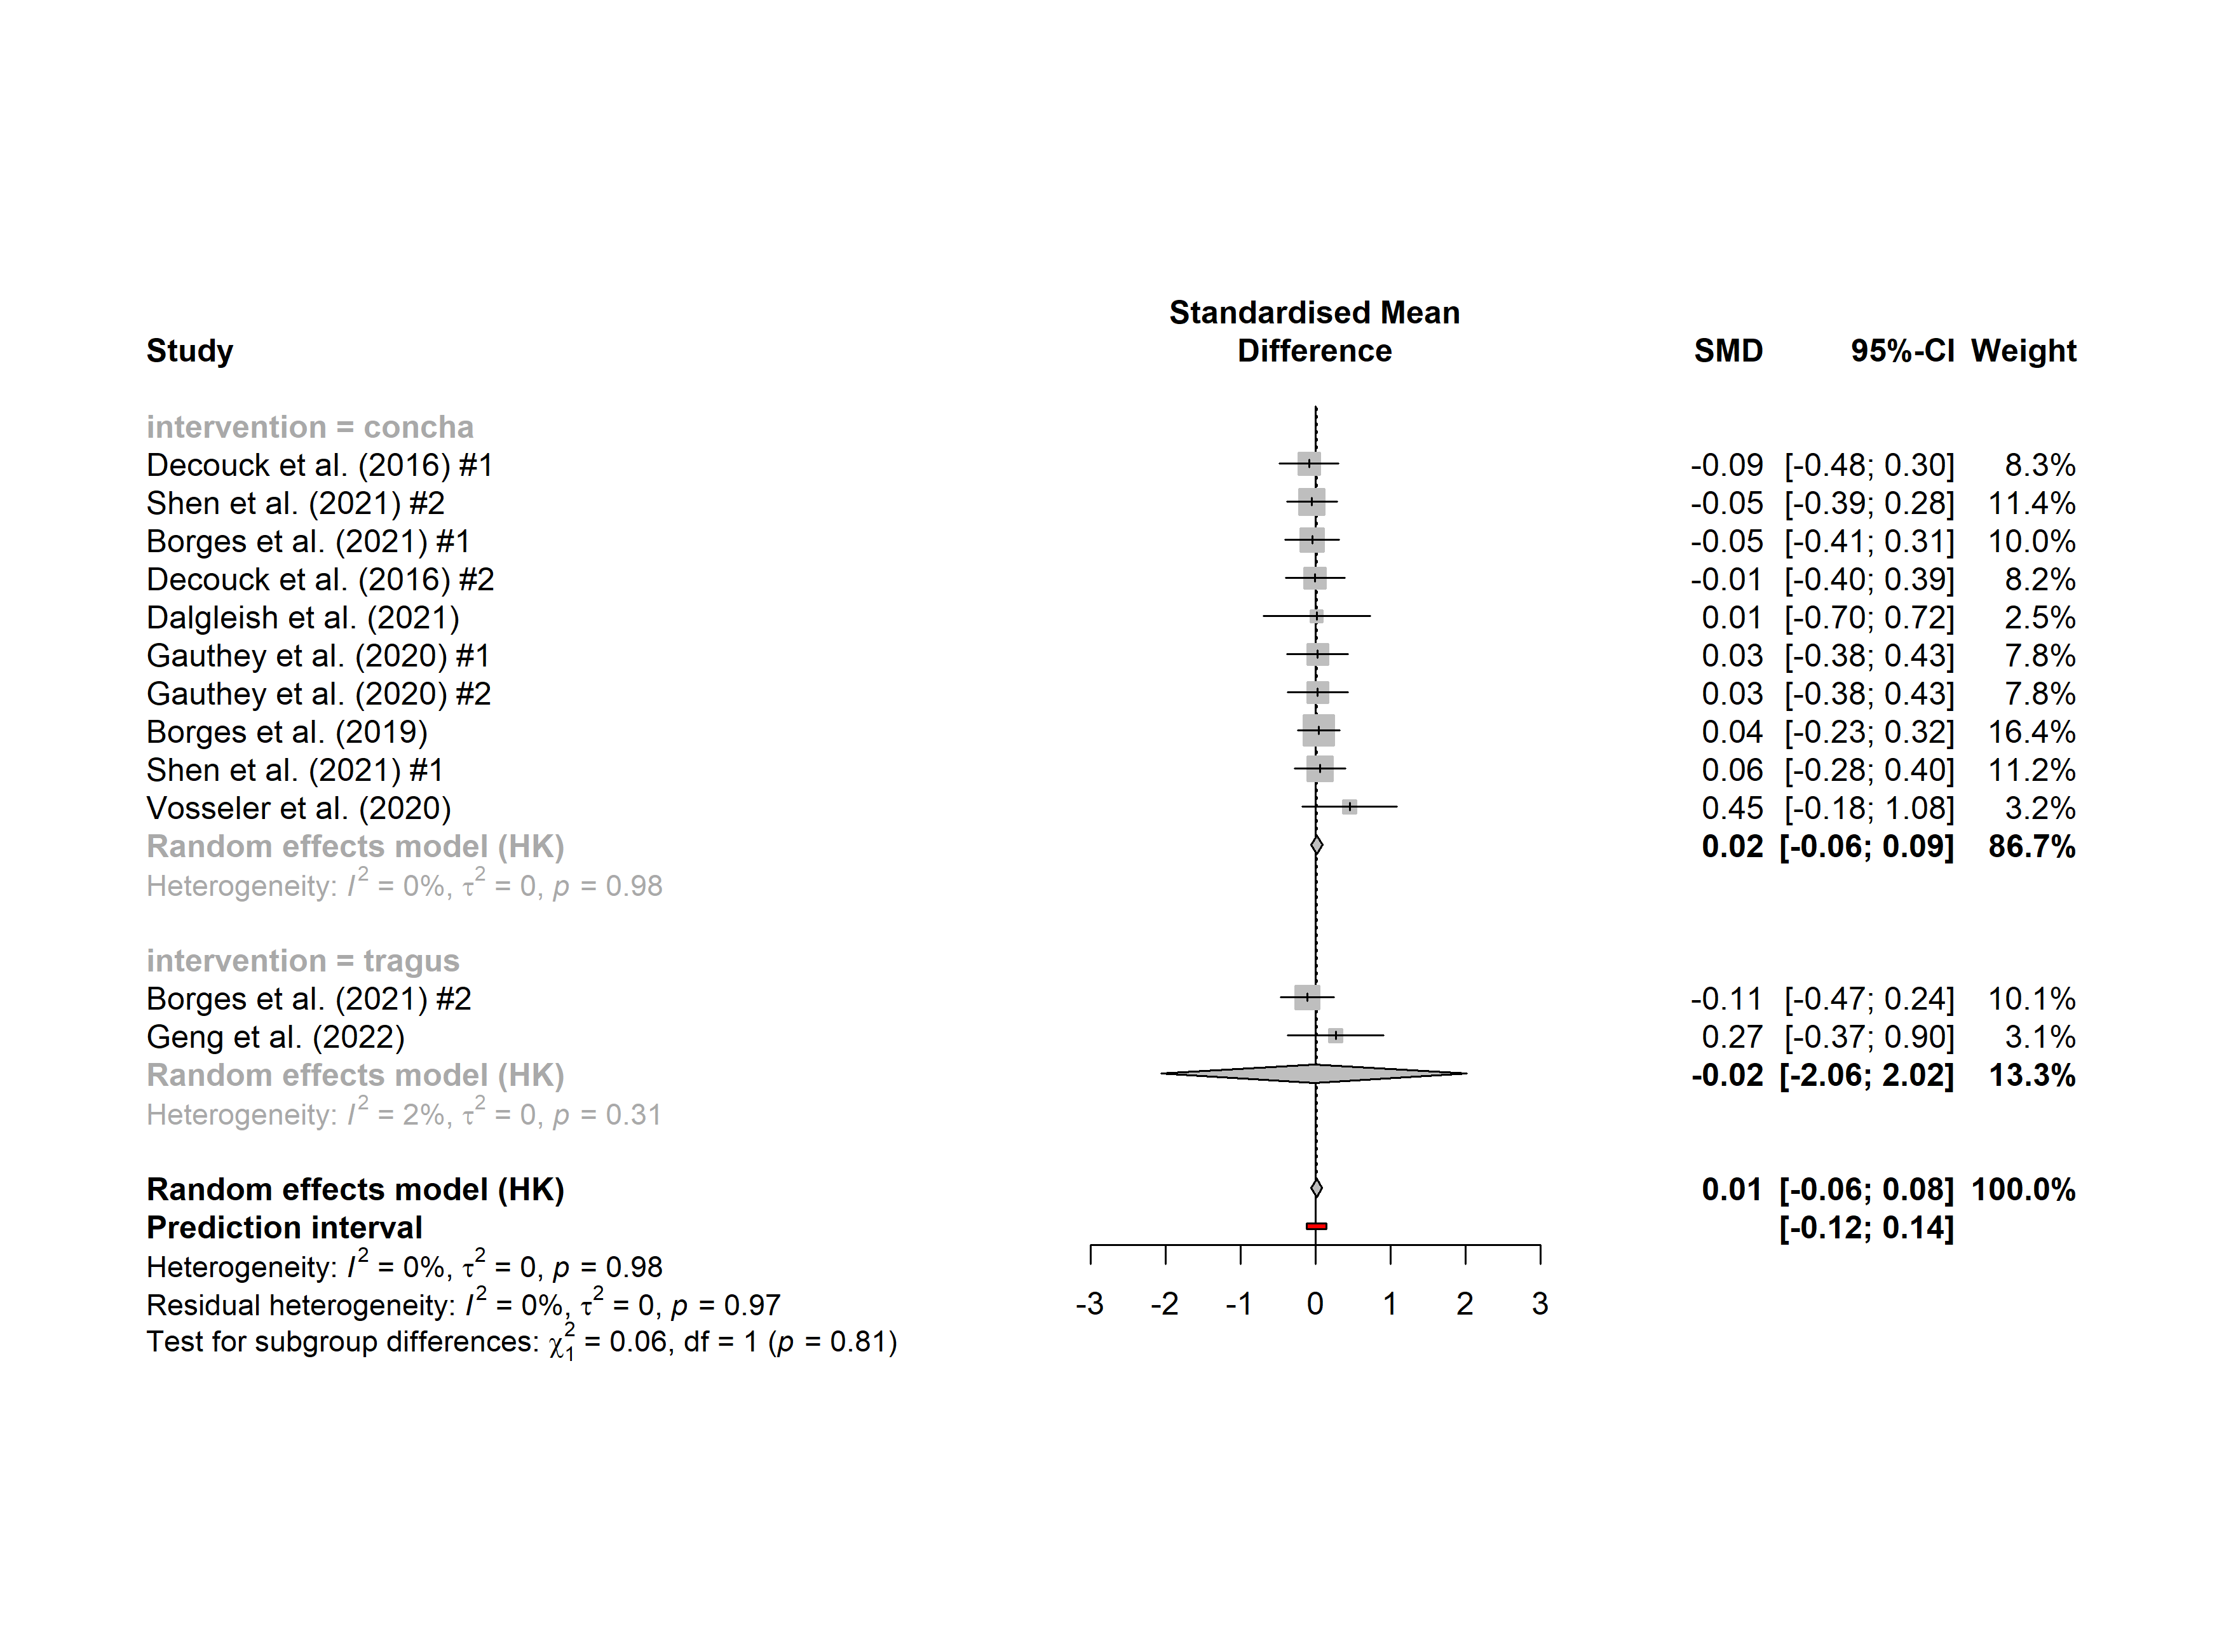 Standardised Mean
Study Difference SMD 95%-CI Weight
intervention = concha
Decouck et al. (2016) #1 -0.09 [-0.48; 0.30] 8.3%
Shen et al. (2021) #2 -0.05 [-0.39; 0.28] 11.4%
Borges et al. (2021) #1 -0.05 [-0.41; 0.31] 10.0%
Decouck et al. (2016) #2 -0.01 [-0.40; 0.39] 8.2%
Dalgleish et al. (2021) 0.01 [-0.70; 0.72] 2.5%
Gauthey et al. (2020) #1 0.03 [-0.38; 0.43] 7.8%
Gauthey et al. (2020) #2 0.03 [-0.38; 0.43] 7.8%
Borges et al. (2019) 0.04 [-0.23; 0.32] 16.4%
Shen et al. (2021) #1 0.06 [-0.28; 0.40] 11.2%
Vosseler et al. (2020) 0.45 [-0.18; 1.08] 3.2%
Random effects model (HK) 0.02 [-0.06; 0.09] 86.7%
Heterogeneity: I² = 0%, τ² = 0, p = 0.98
intervention = tragus
Borges et al. (2021) #2 -0.11 [-0.47; 0.24] 10.1%
Geng et al. (2022) 0.27 [-0.37; 0.90] 3.1%
Random effects model (HK) -0.02 [-2.06; 2.02] 13.3%
Heterogeneity: I² = 2%, τ² = 0, p = 0.31
Random effects model (HK) 0.01 [-0.06; 0.08] 100.0%
Prediction interval [-0.12; 0.14]
Heterogeneity: I² = 0%, τ² = 0, p = 0.98
Residual heterogeneity: I² = 0%, τ² = 0, p = 0.97
-3 -2 -1 0 1 2 3
Test for subgroup differences: χ²₁ = 0.06, df = 1 (p = 0.81)